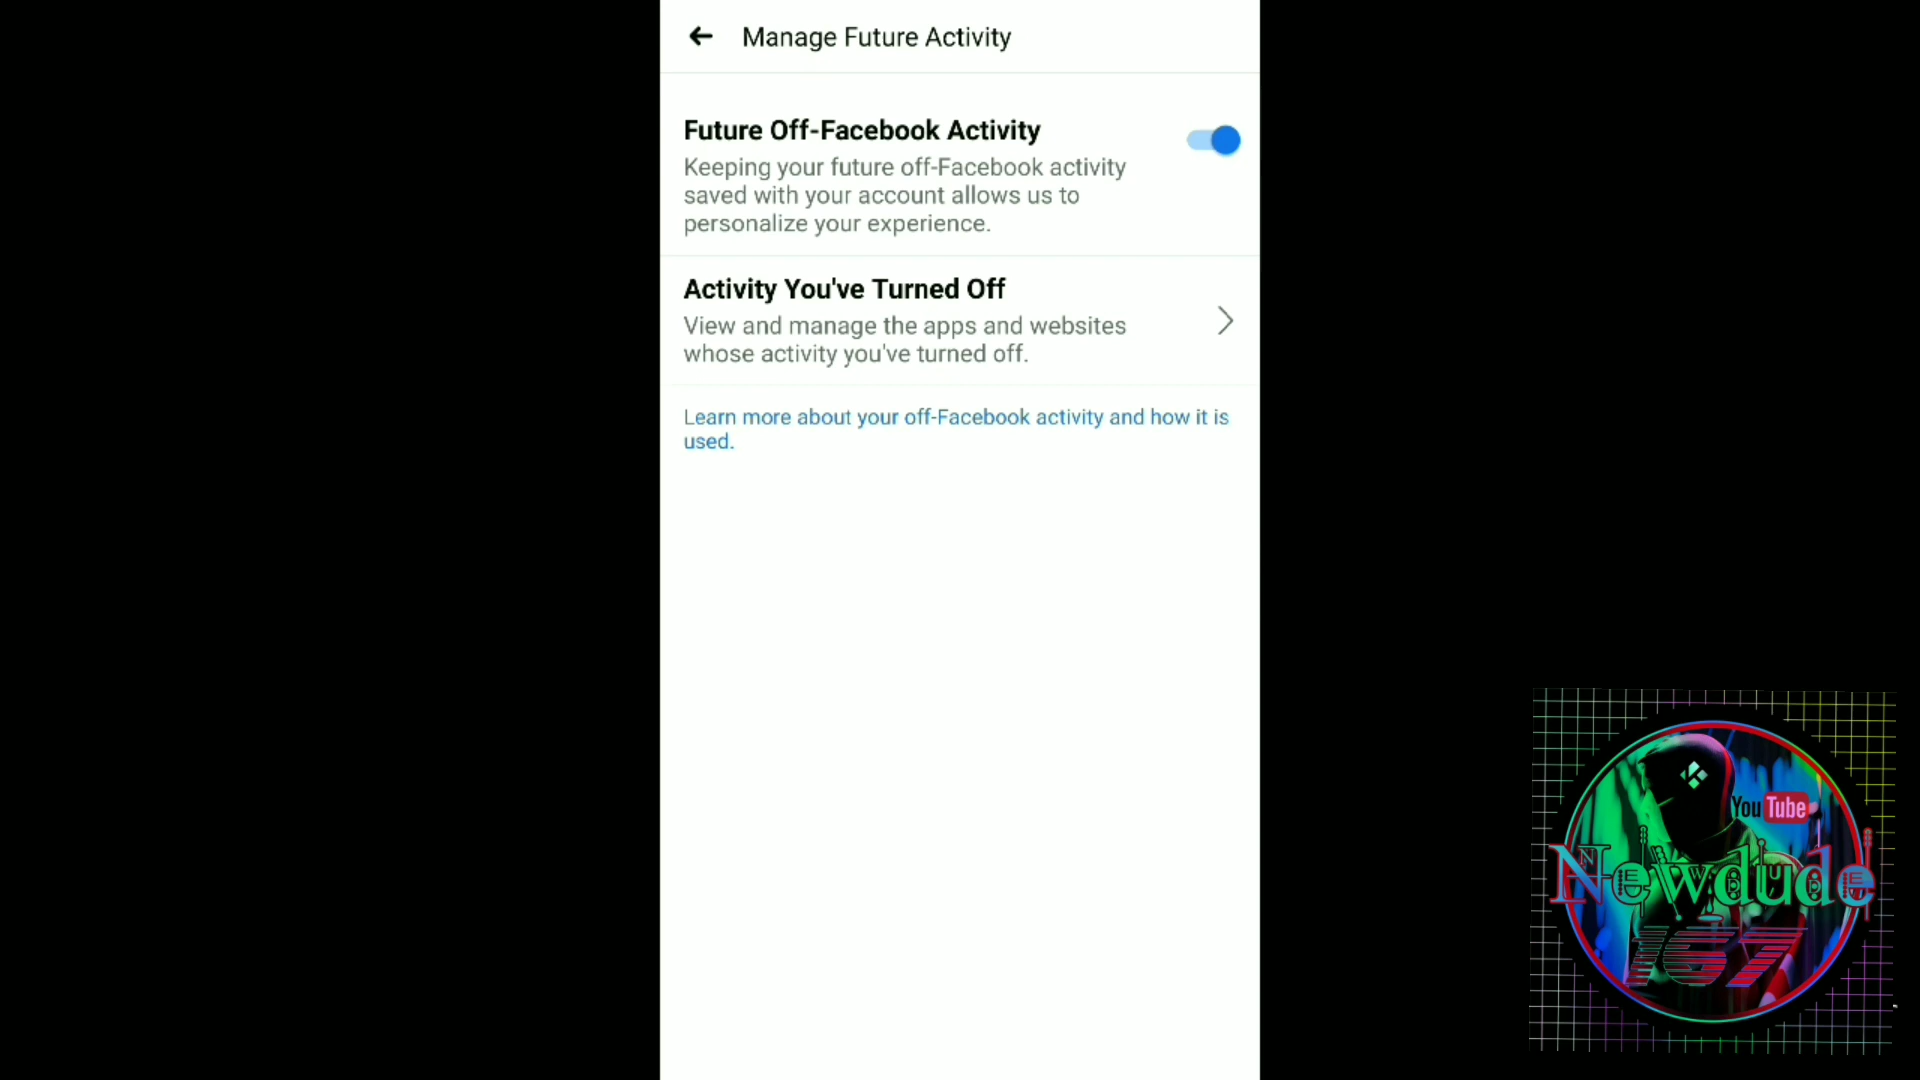 Manage Future Activity
Future Off-Facebook Activity
Keeping your future off-Facebook activity
saved with your account allows us to
personalize your experience.
Activity You've Turned Off
View and manage the apps and websites
whose activity you've turned off.
Learn more about your off-Facebook activity and how it is
used.
YouTube
Newdude
167